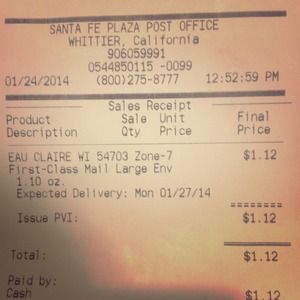 SANTA FE PLAZA POST OFFICE
WHITTIER, California
906059991
0544850115 -0099
01/24/2014 (800)275-8777 12:52:59 PM
Sales Receipt
Product Sale Unit Final
Description Qty Price Price
EAU CLAIRE WI 54703 Zone-7 $1.12
First-Class Mail Large Env
1.10 oz.
Expected Delivery: Mon 01/27/14
========
Issue PVI: $1.12
Total: $1.12
Paid by:
Cash $1.12